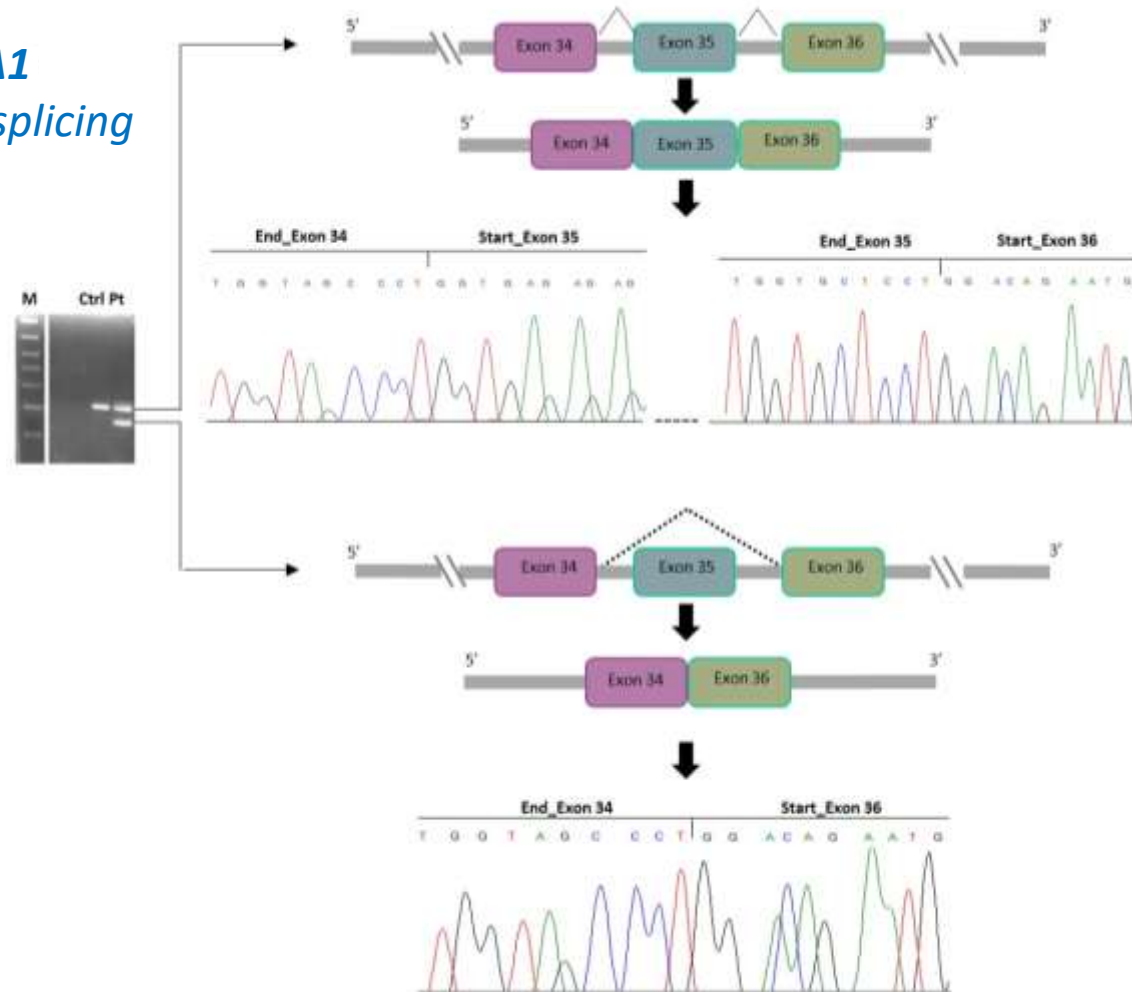 A1
splicing
5'
3'
Exon 34
Exon 35
Exon 36
5'
3'
Exon 34
Exon 35
Exon 36
End_Exon 34
Start_Exon 35
T G G T A G C C C T G G T G A G A G A G
End_Exon 35
Start_Exon 36
T G G T G C T C C T G G A C A G A A T G
M
Ctrl Pt
5'
3'
Exon 34
Exon 35
Exon 36
5'
3'
Exon 34
Exon 36
End_Exon 34
Start_Exon 36
T G G T A G C C C T G G A C A G A A T G